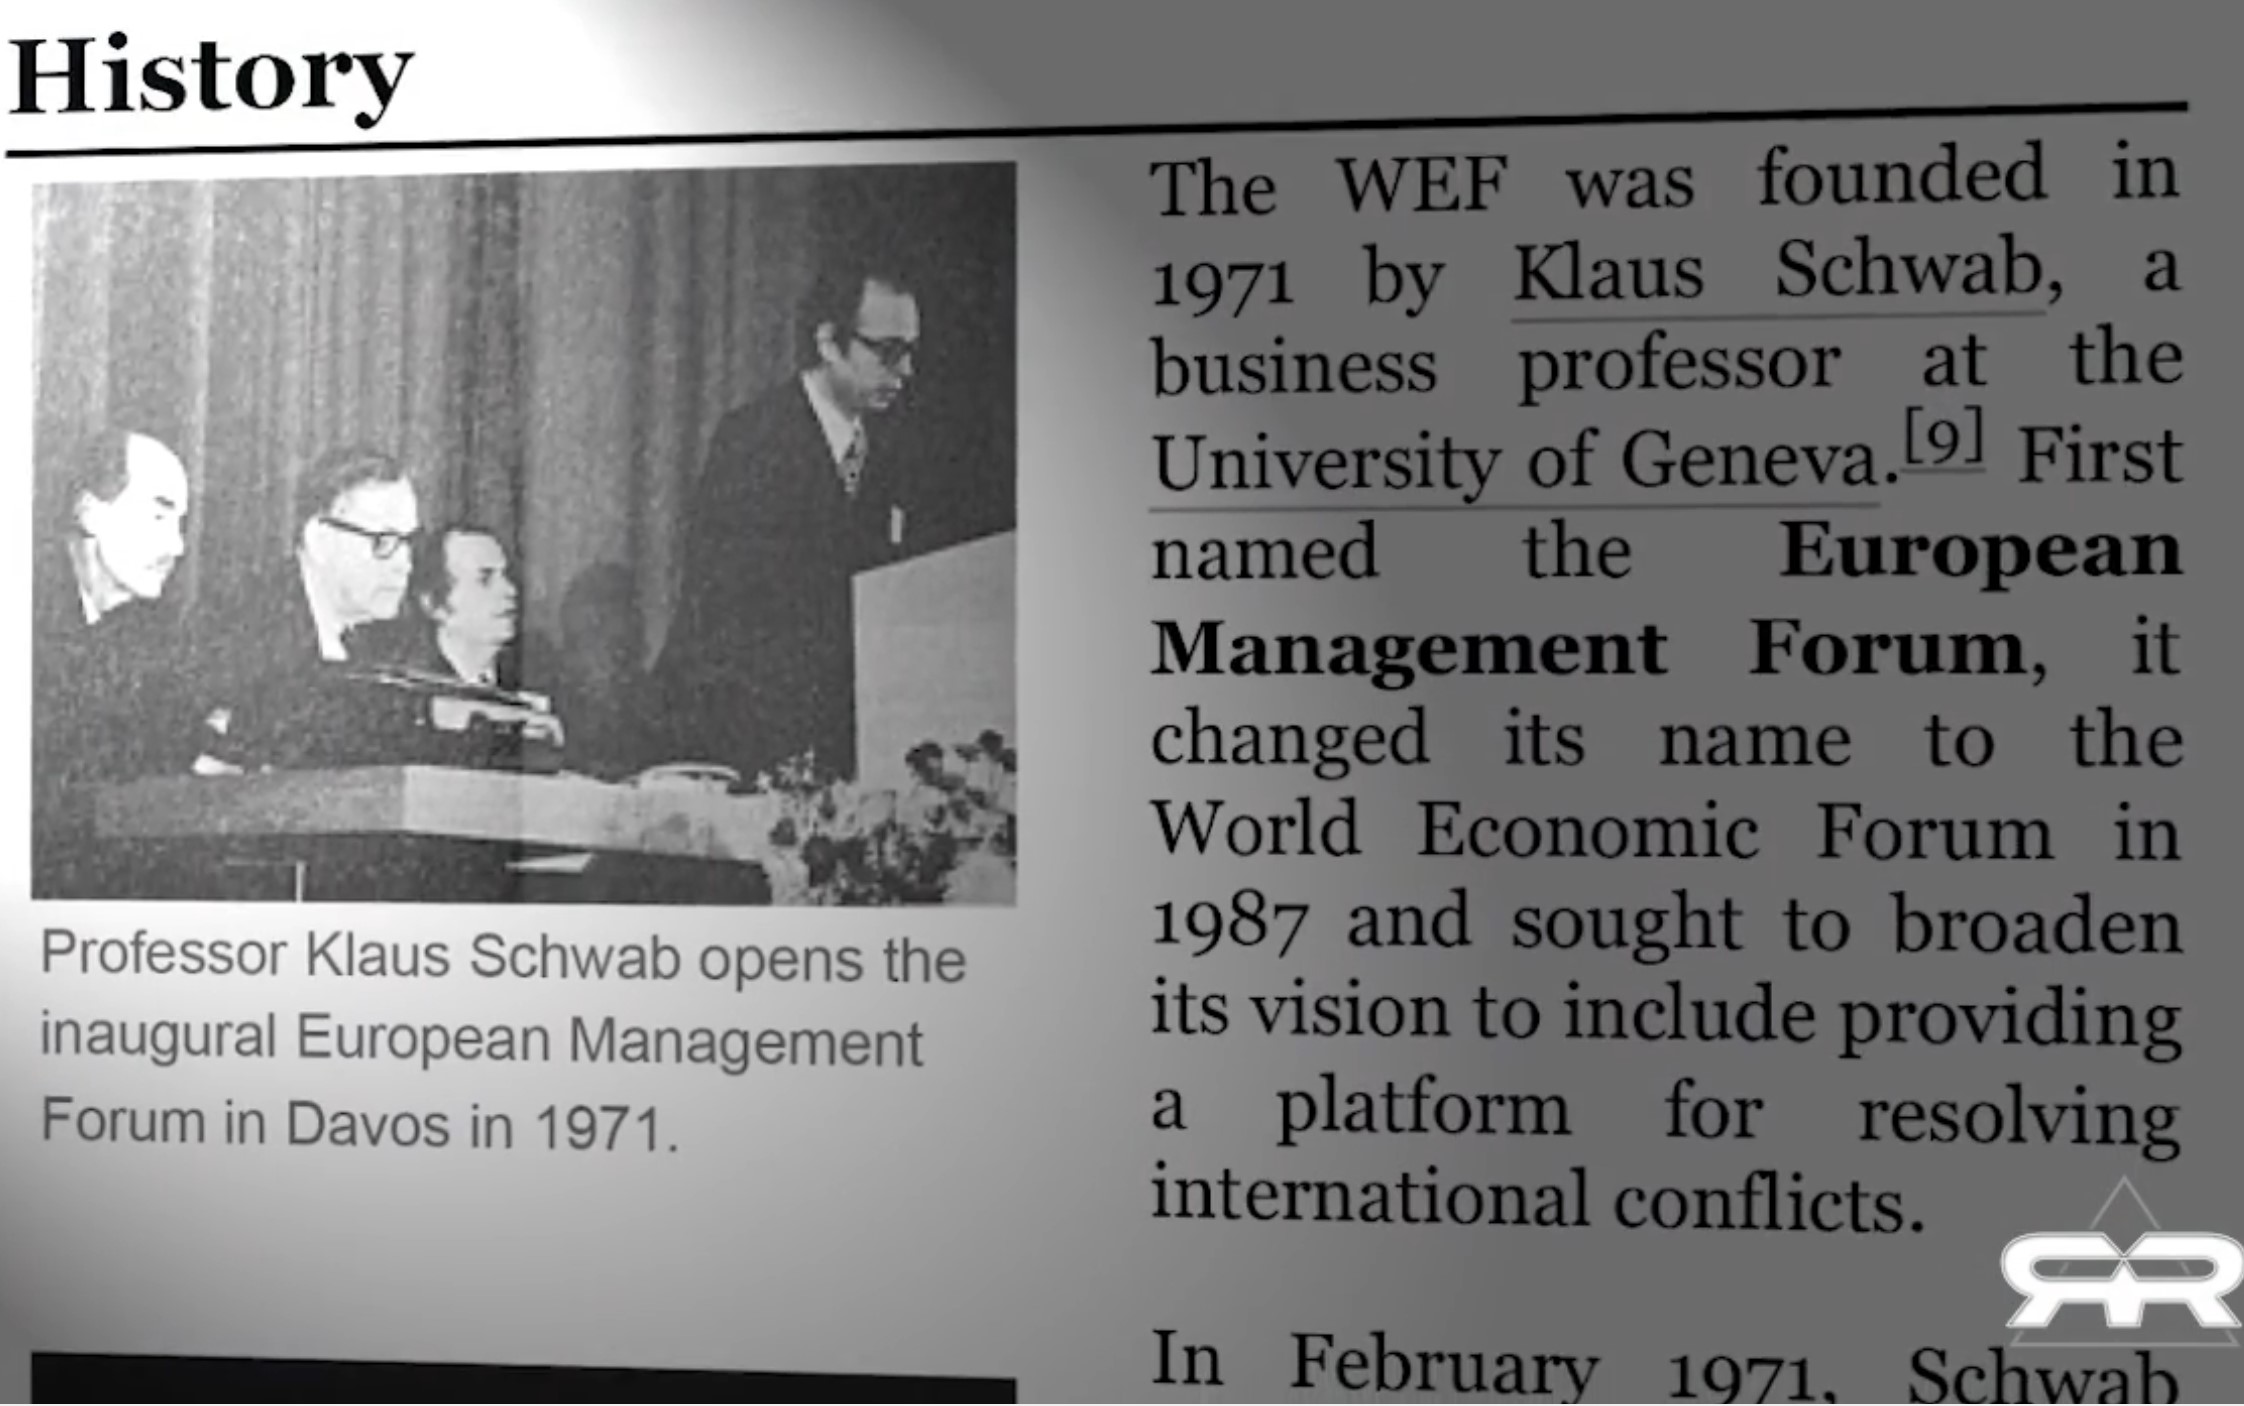 History
Professor Klaus Schwab opens the
inaugural European Management
Forum in Davos in 1971.
The WEF was founded in
1971 by Klaus Schwab, a
business professor at the
University of Geneva.[9] First
named the European
Management Forum, it
changed its name to the
World Economic Forum in
1987 and sought to broaden
its vision to include providing
a platform for resolving
international conflicts.
In February 1971, Schwab
RR